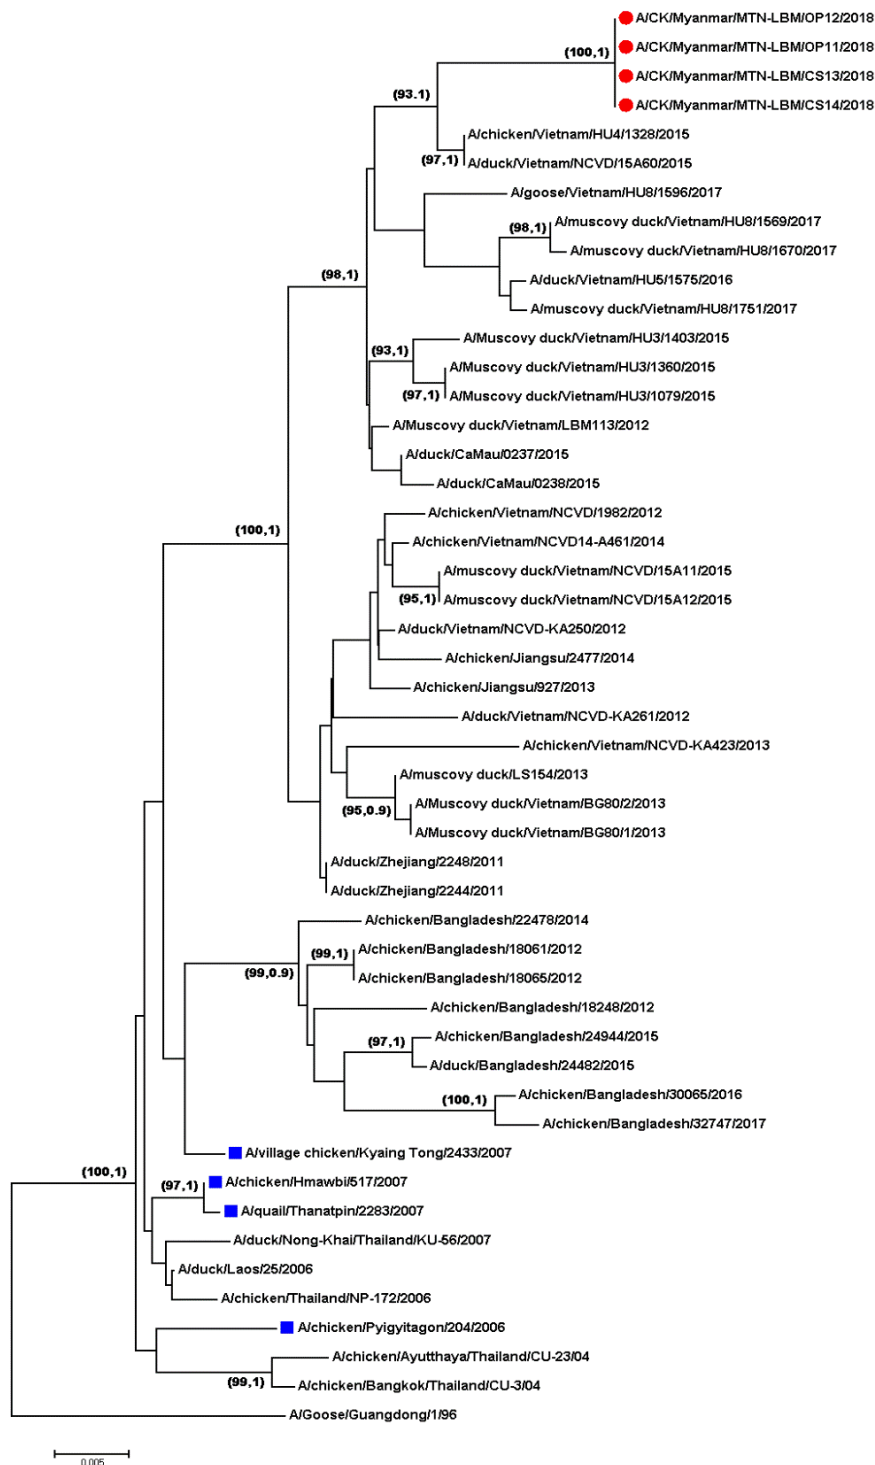 A/CK/Myanmar/MTN-LBM/OP12/2018
A/CK/Myanmar/MTN-LBM/OP11/2018
(100,1)
A/CK/Myanmar/MTN-LBM/CS13/2018
A/CK/Myanmar/MTN-LBM/CS14/2018
(93.1)
A/chicken/Vietnam/HU4/1328/2015
(97,1)
A/duck/Vietnam/NCVD/15A60/2015
A/goose/Vietnam/HU8/1596/2017
A/muscovy duck/Vietnam/HU8/1569/2017
(98,1)
A/muscovy duck/Vietnam/HU8/1670/2017
(98,1)
A/duck/Vietnam/HU5/1575/2016
A/muscovy duck/Vietnam/HU8/1751/2017
A/Muscovy duck/Vietnam/HU3/1403/2015
(93,1)
A/Muscovy duck/Vietnam/HU3/1360/2015
(97,1)
A/Muscovy duck/Vietnam/HU3/1079/2015
A/Muscovy duck/Vietnam/LBM113/2012
A/duck/CaMau/0237/2015
A/duck/CaMau/0238/2015
A/chicken/Vietnam/NCVD/1982/2012
(100,1)
A/chicken/Vietnam/NCVD14-A461/2014
A/muscovy duck/Vietnam/NCVD/15A11/2015
(95,1)
A/muscovy duck/Vietnam/NCVD/15A12/2015
A/duck/Vietnam/NCVD-KA250/2012
A/chicken/Jiangsu/2477/2014
A/chicken/Jiangsu/927/2013
A/duck/Vietnam/NCVD-KA261/2012
A/chicken/Vietnam/NCVD-KA423/2013
A/muscovy duck/LS154/2013
A/Muscovy duck/Vietnam/BG80/2/2013
(95,0.9)
A/Muscovy duck/Vietnam/BG80/1/2013
A/duck/Zhejiang/2248/2011
A/duck/Zhejiang/2244/2011
A/chicken/Bangladesh/22478/2014
A/chicken/Bangladesh/18061/2012
(99,1)
(99,0.9)
A/chicken/Bangladesh/18065/2012
A/chicken/Bangladesh/18248/2012
A/chicken/Bangladesh/24944/2015
(97,1)
A/duck/Bangladesh/24482/2015
A/chicken/Bangladesh/30065/2016
(100,1)
A/chicken/Bangladesh/32747/2017
A/village chicken/Kyaing Tong/2433/2007
(100,1)
A/chicken/Hmawbi/517/2007
(97,1)
A/quail/Thanatpin/2283/2007
A/duck/Nong-Khai/Thailand/KU-56/2007
A/duck/Laos/25/2006
A/chicken/Thailand/NP-172/2006
A/chicken/Pyigyitagon/204/2006
A/chicken/Ayutthaya/Thailand/CU-23/04
(99,1)
A/chicken/Bangkok/Thailand/CU-3/04
A/Goose/Guangdong/1/96
0.005